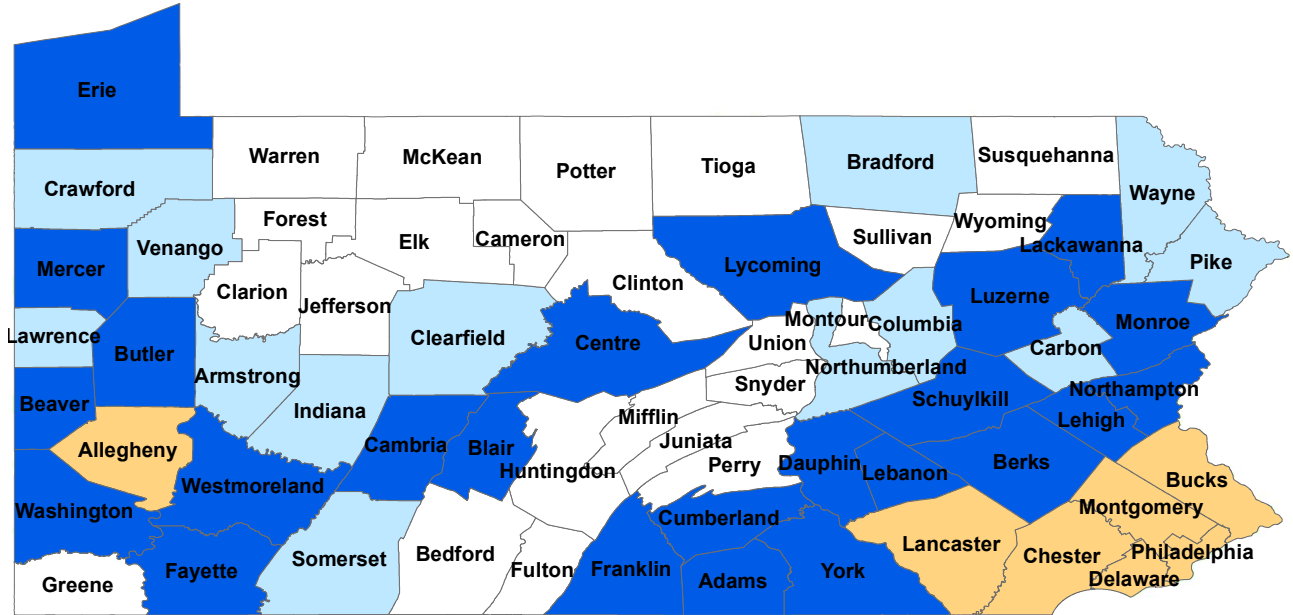 Erie
Warren
McKean
Susquehanna
Potter
Tioga
Bradford
Crawford
Wayne
Forest
Wyoming
Venango
Elk
Cameron
Sullivan
Lackawanna
Mercer
Lycoming
Pike
Clinton
Clarion
Jefferson
Luzerne
Montour
Columbia
Monroe
Lawrence
Clearfield
Centre
Union
Butler
Carbon
Northumberland
Armstrong
Snyder
Northampton
Beaver
Indiana
Schuylkill
Mifflin
Lehigh
Allegheny
Cambria
Blair
Juniata
Huntingdon
Perry
Dauphin
Lebanon
Berks
Westmoreland
Bucks
Washington
Cumberland
Montgomery
Somerset
Bedford
Lancaster
Chester
Philadelphia
Greene
Fayette
Fulton
Franklin
Adams
York
Delaware